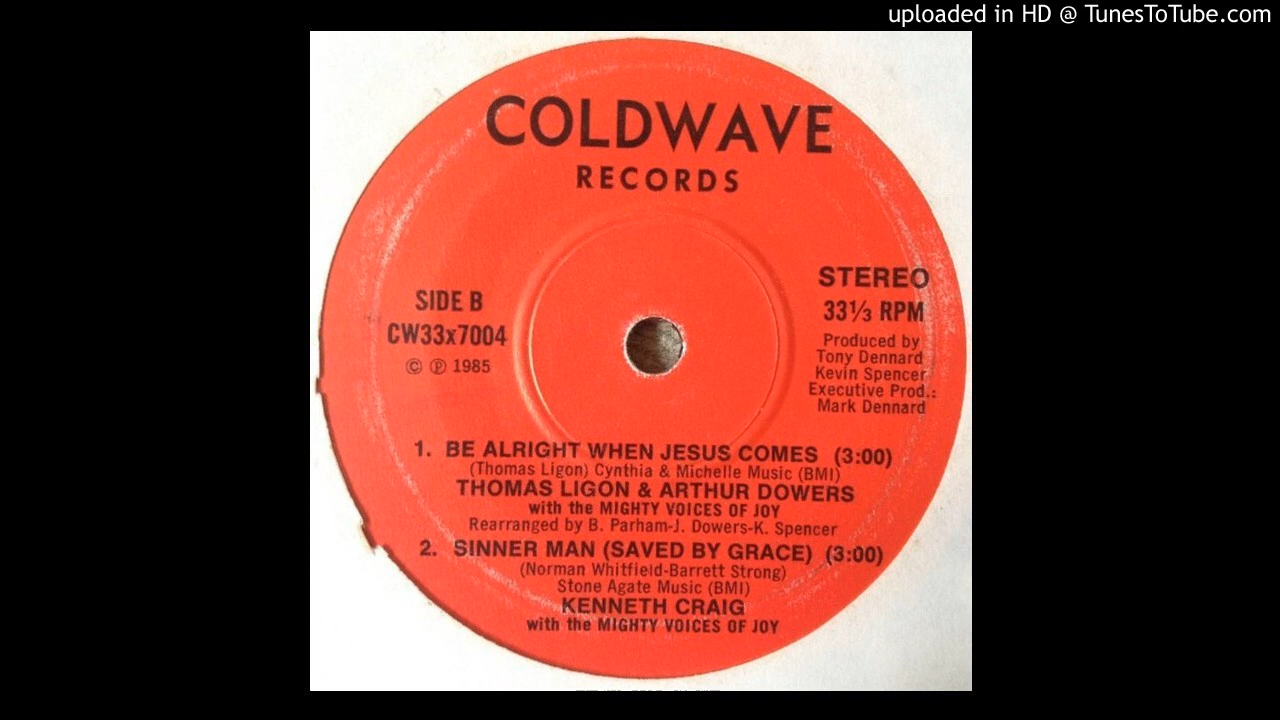 uploaded in HD @ TunesToTube.com
COLDWAVE
RECORDS
SIDE B
CW33x7004
© ℗ 1985
STEREO
33⅓ RPM
Produced by
Tony Dennard
Kevin Spencer
Executive Prod.:
Mark Dennard
1. BE ALRIGHT WHEN JESUS COMES (3:00)
(Thomas Ligon) Cynthia & Michelle Music (BMI)
THOMAS LIGON & ARTHUR DOWERS
with the MIGHTY VOICES OF JOY
Rearranged by B. Parham-J. Dowers-K. Spencer
2. SINNER MAN (SAVED BY GRACE) (3:00)
(Norman Whitfield-Barrett Strong)
Stone Agate Music (BMI)
KENNETH CRAIG
with the MIGHTY VOICES OF JOY